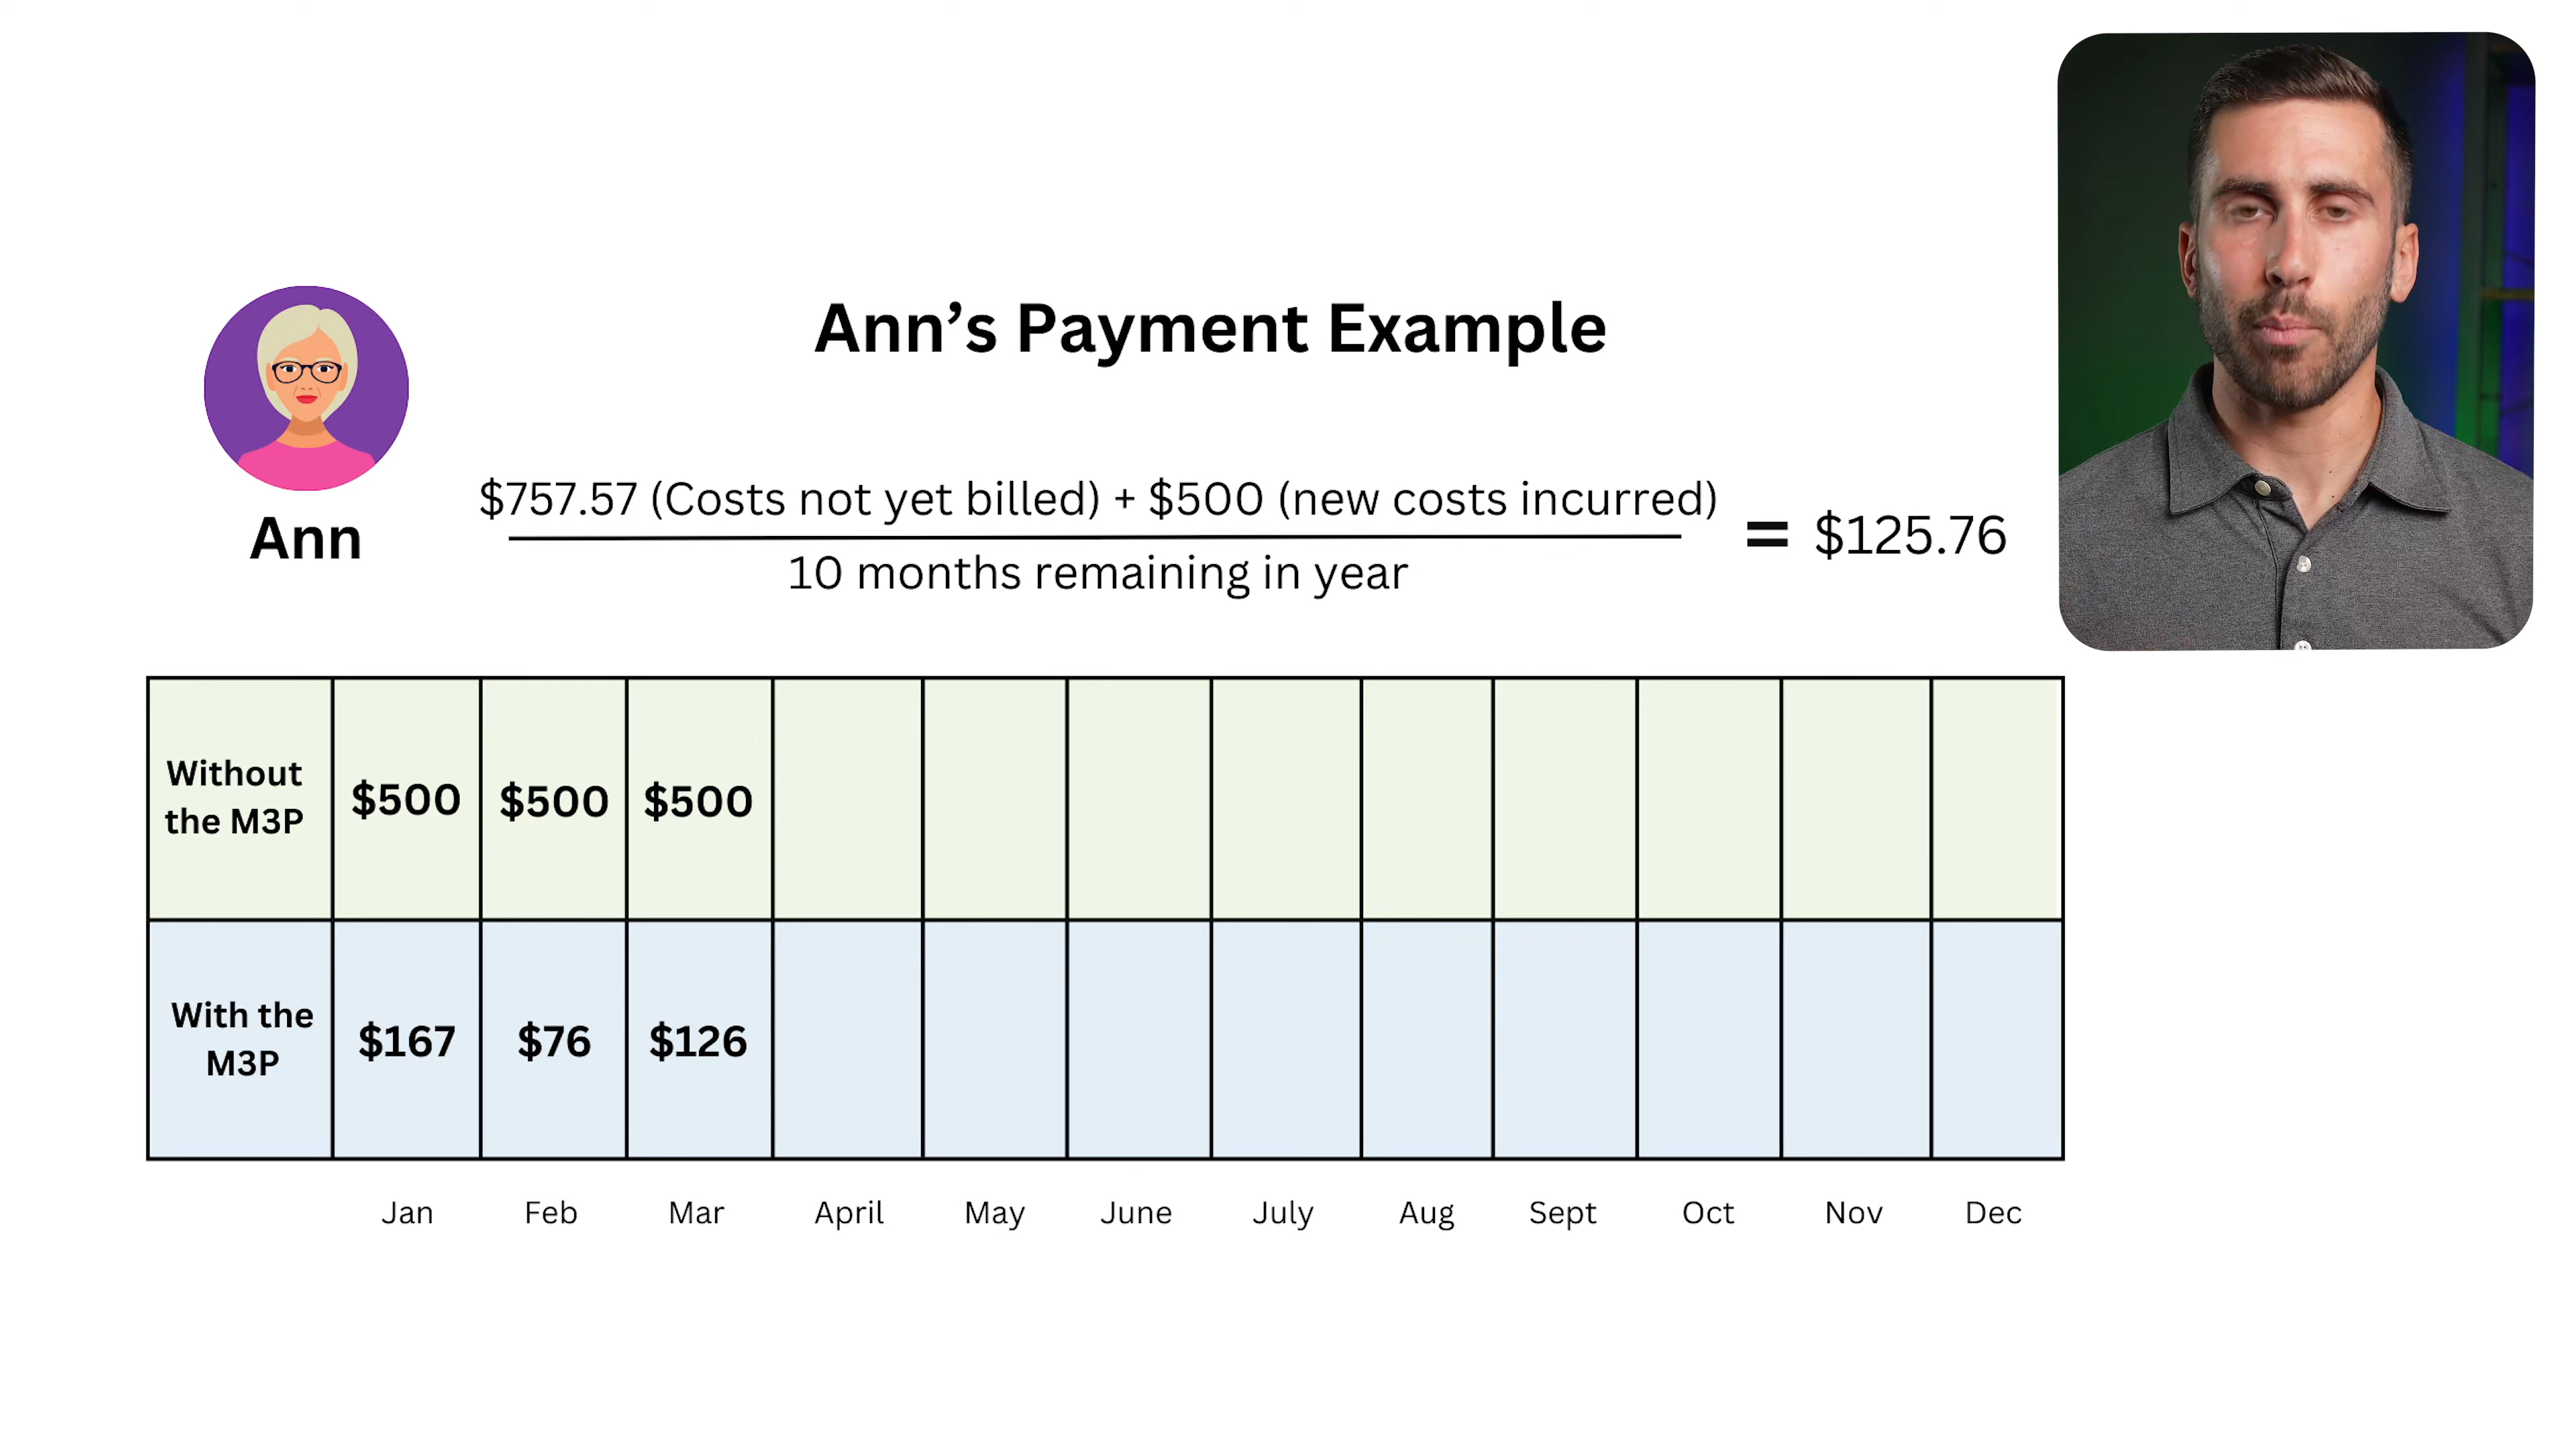 Ann’s Payment Example
Ann
$757.57 (Costs not yet billed) + $500 (new costs incurred)
10 months remaining in year
= $125.76
Without
the M3P
$500 $500 $500
With the
M3P
$167 $76 $126
Jan Feb Mar April May June July Aug Sept Oct Nov Dec